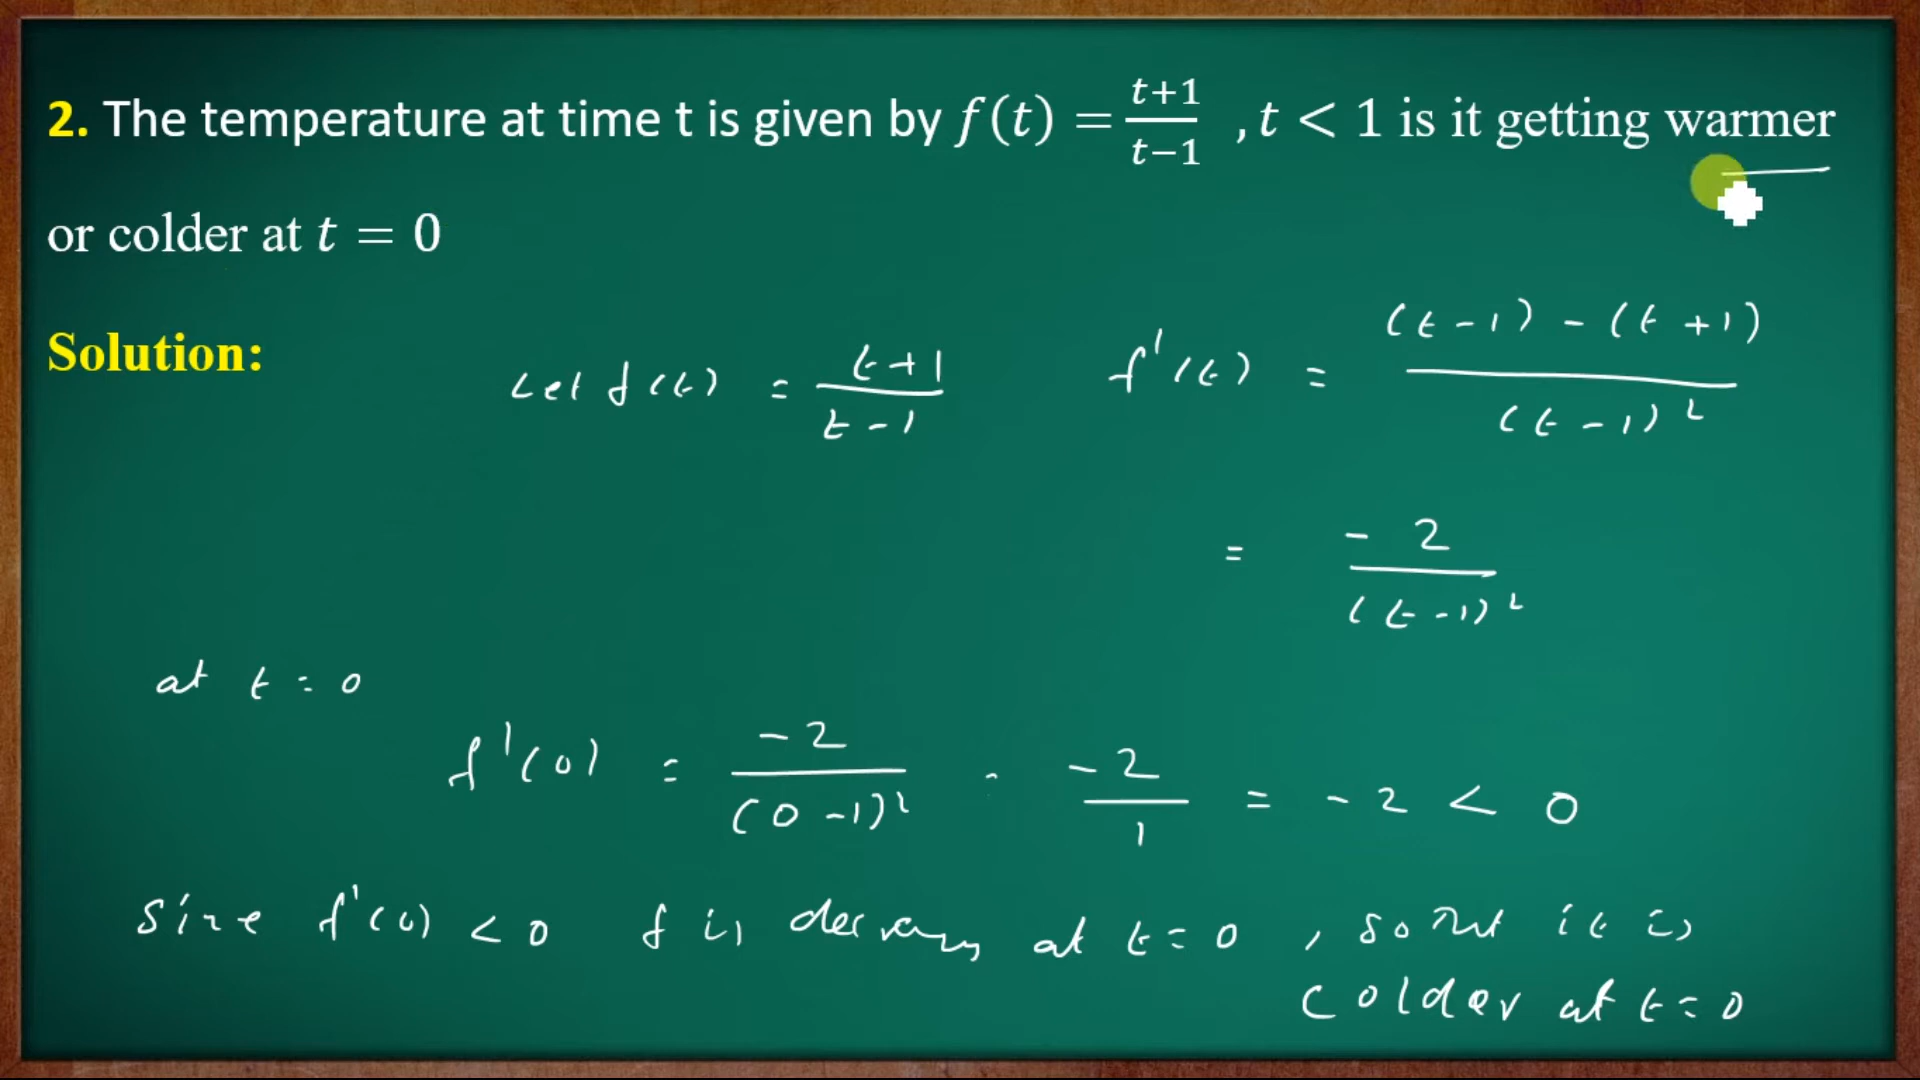 2. The temperature at time t is given by f(t) = t+1/t−1 , t < 1 is it getting warmer
or colder at t = 0
Solution:
Let f(t) = t+1/t-1
f'(t) = (t-1) - (t+1)/(t-1)²
= -2/(t-1)²
at t = 0
f'(0) = -2/(0-1)² = -2/1 = -2 < 0
Since f'(0) < 0 f is decreasing at t = 0, so that it is
colder at t = 0